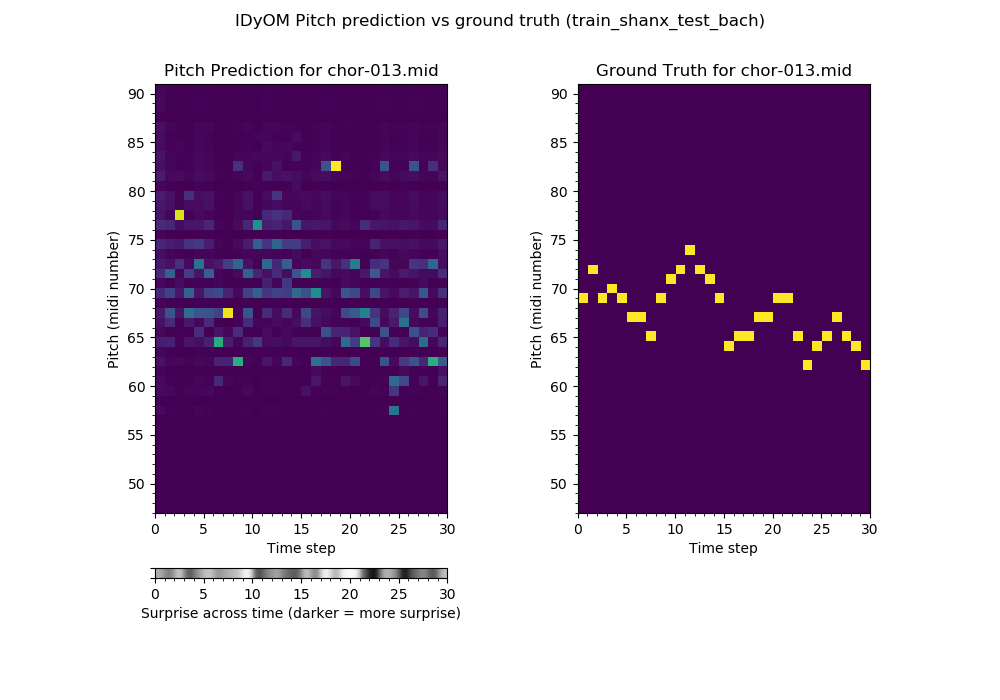 IDyOM Pitch prediction vs ground truth (train_shanx_test_bach)
Pitch Prediction for chor-013.mid
Pitch (midi number)
90
85
80
75
70
65
60
55
50
0 5 10 15 20 25 30
Time step
0 5 10 15 20 25 30
Surprise across time (darker = more surprise)
Ground Truth for chor-013.mid
Pitch (midi number)
90
85
80
75
70
65
60
55
50
0 5 10 15 20 25 30
Time step